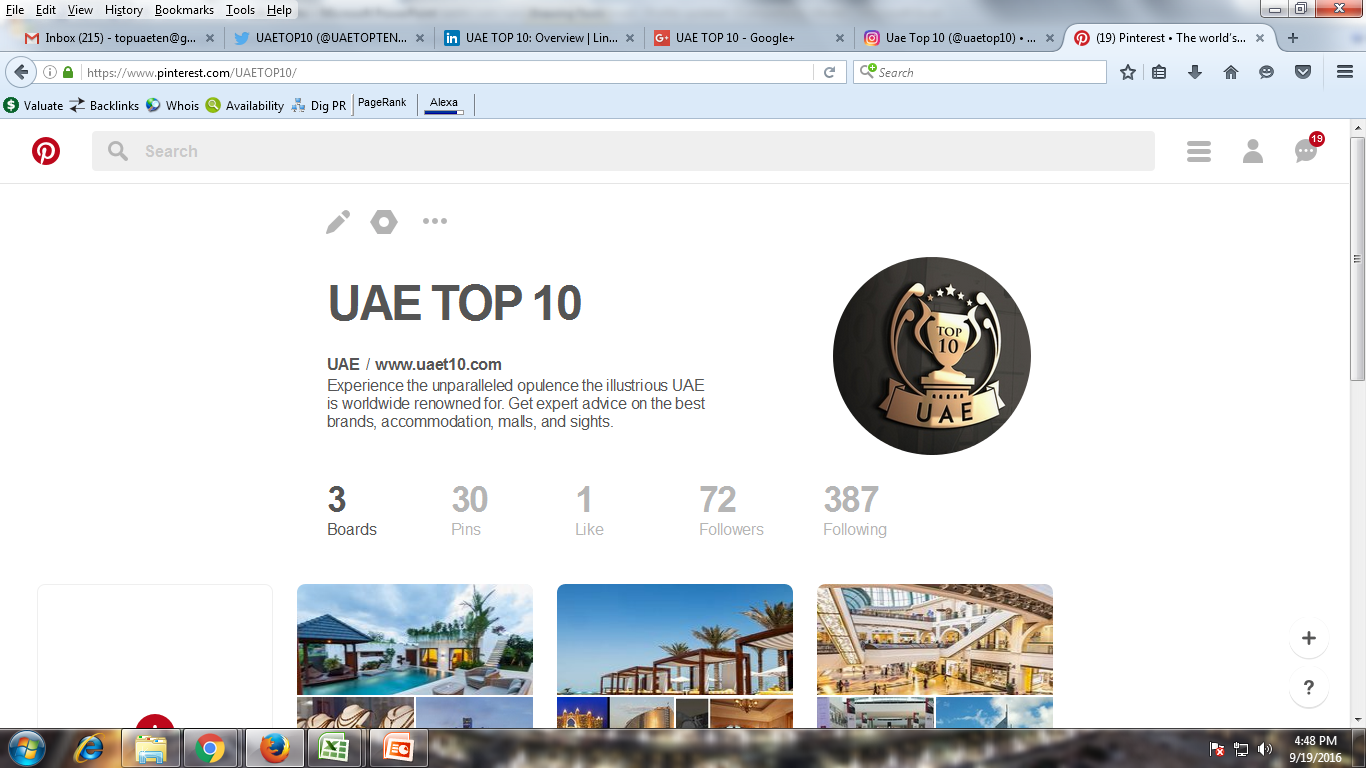 File Edit View History Bookmarks Tools Help
Inbox (215) - topuaeten@g...
UAETOP10 (@UAETOPTEN...
UAE TOP 10: Overview | Lin...
UAE TOP 10 - Google+
Uae Top 10 (@uaetop10) • ...
(19) Pinterest • The world's...
https://www.pinterest.com/UAETOP10/
Search
Valuate Backlinks Whois Availability Dig PR PageRank Alexa
Search
19
UAE TOP 10
UAE / www.uaet10.com
Experience the unparalleled opulence the illustrious UAE
is worldwide renowned for. Get expert advice on the best
brands, accommodation, malls, and sights.
TOP
10
UAE
3 30 1 72 387
Boards Pins Like Followers Following
+
?
4:48 PM
9/19/2016